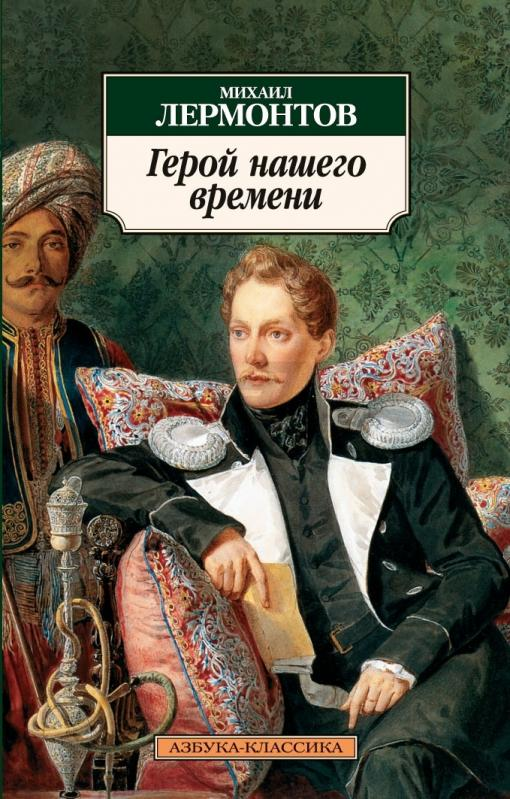 МИХАИЛ
ЛЕРМОНТОВ
Герой нашего
времени
АЗБУКА-КЛАССИКА